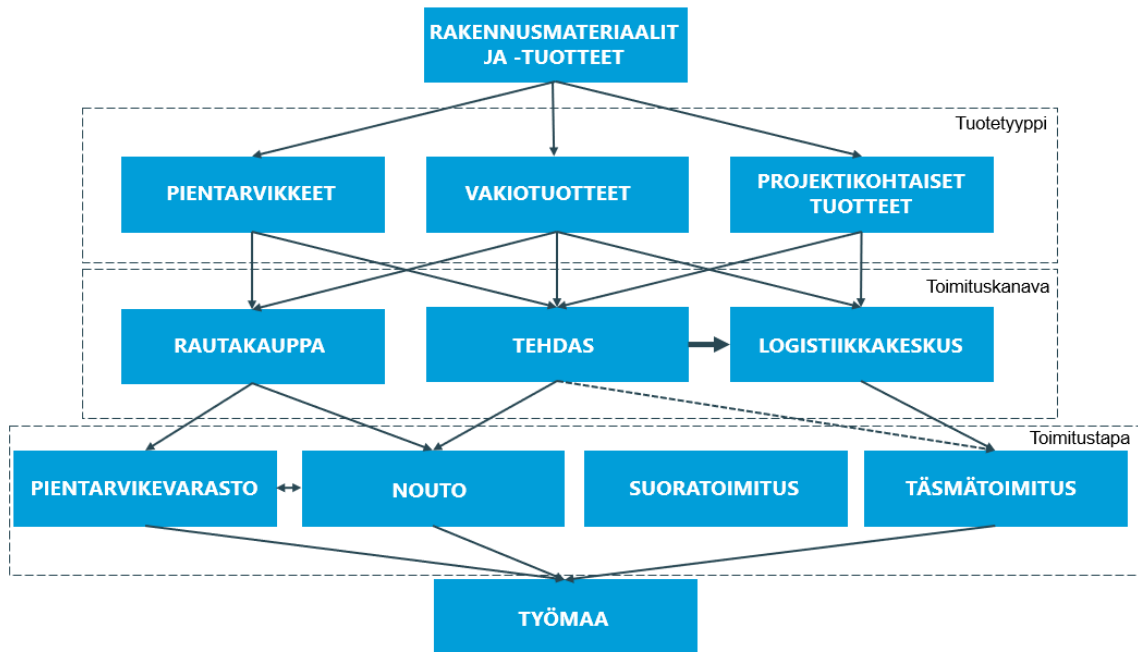 RAKENNUSMATERIAALIT
JA -TUOTTEET
Tuotetyyppi
PIENTARVIKKEET
VAKIOTUOTTEET
PROJEKTIKOHTAISET
TUOTTEET
Toimituskanava
RAUTAKAUPPA
TEHDAS
LOGISTIIKKAKESKUS
Toimitustapa
PIENTARVIKEVARASTO
NOUTO
SUORATOIMITUS
TÄSMÄTOIMITUS
TYÖMAA